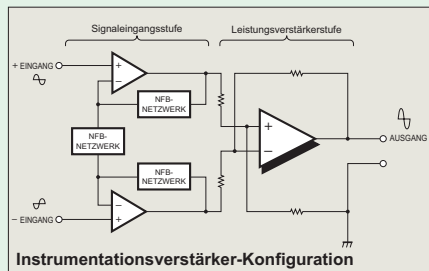 Signaleingangsstufe
Leistungsverstärkerstufe
+ EINGANG
+
−
NFB-
NETZWERK
NFB-
NETZWERK
NFB-
NETZWERK
−
+
− EINGANG
+
−
AUSGANG
Instrumentationsverstärker-Konfiguration